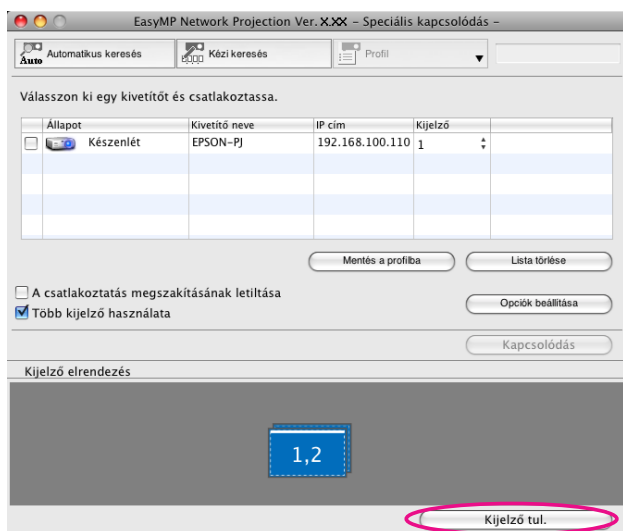 EasyMP Network Projection Ver. X.XX – Speciális kapcsolódás –
Auto Automatikus keresés Kézi keresés Profil
Válasszon ki egy kivetítőt és csatlakoztassa.
Állapot Kivetítő neve IP cím Kijelző
Készenlét EPSON-PJ 192.168.100.110 1
Mentés a profilba Lista törlése
A csatlakoztatás megszakításának letiltása
Opciók beállítása
Több kijelző használata
Kapcsolódás
Kijelző elrendezés
1,2
Kijelző tul.